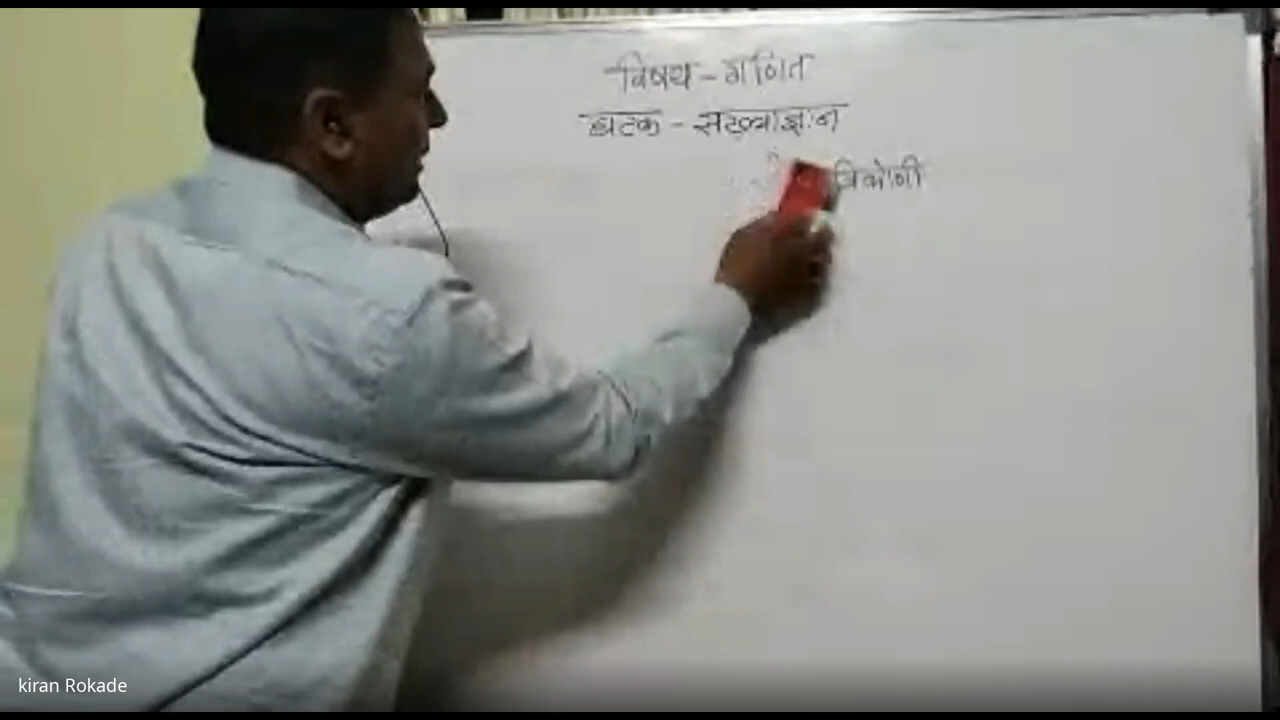 विषय - गणित
घटक - संख्याज्ञान
त्रिकोणी
kiran Rokade